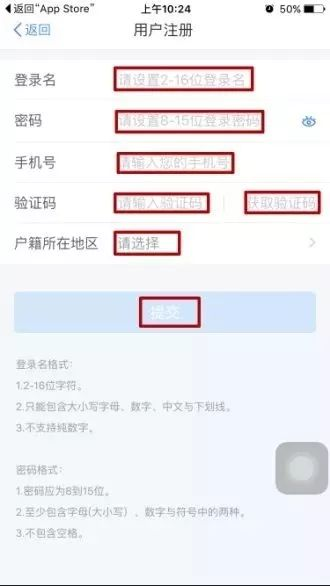 返回“App Store” 上午10:24 50%
返回 用户注册
登录名 请设置2-16位登录名
密码 请设置8-15位登录密码
手机号 请输入您的手机号
验证码 请输入验证码 获取验证码
户籍所在地区 请选择
提交
登录名格式：
1.2-16位字符。
2.只能包含大小写字母、数字、中文与下划线。
3.不支持纯数字。
密码格式：
1.密码应为8到15位。
2.至少包含字母(大小写）、数字与符号中的两种。
3.不包含空格。